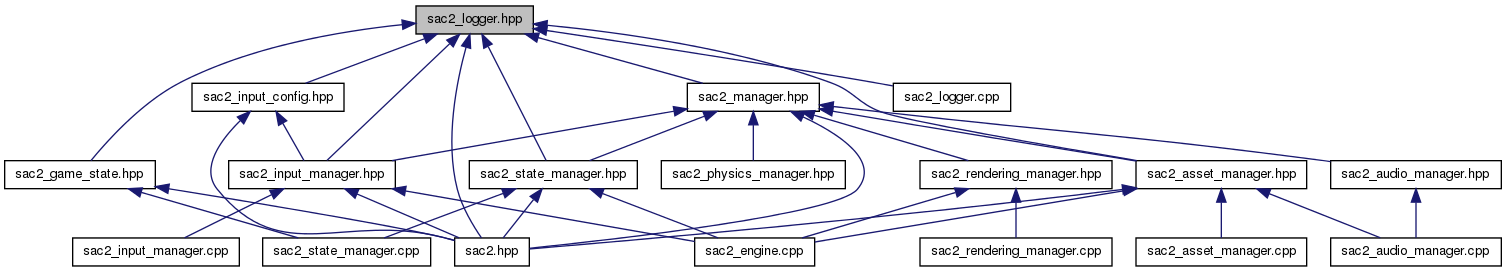 sac2_logger.hpp
sac2_input_config.hpp
sac2_manager.hpp
sac2_logger.cpp
sac2_game_state.hpp
sac2_input_manager.hpp
sac2_state_manager.hpp
sac2_physics_manager.hpp
sac2_rendering_manager.hpp
sac2_asset_manager.hpp
sac2_audio_manager.hpp
sac2_input_manager.cpp
sac2_state_manager.cpp
sac2.hpp
sac2_engine.cpp
sac2_rendering_manager.cpp
sac2_asset_manager.cpp
sac2_audio_manager.cpp